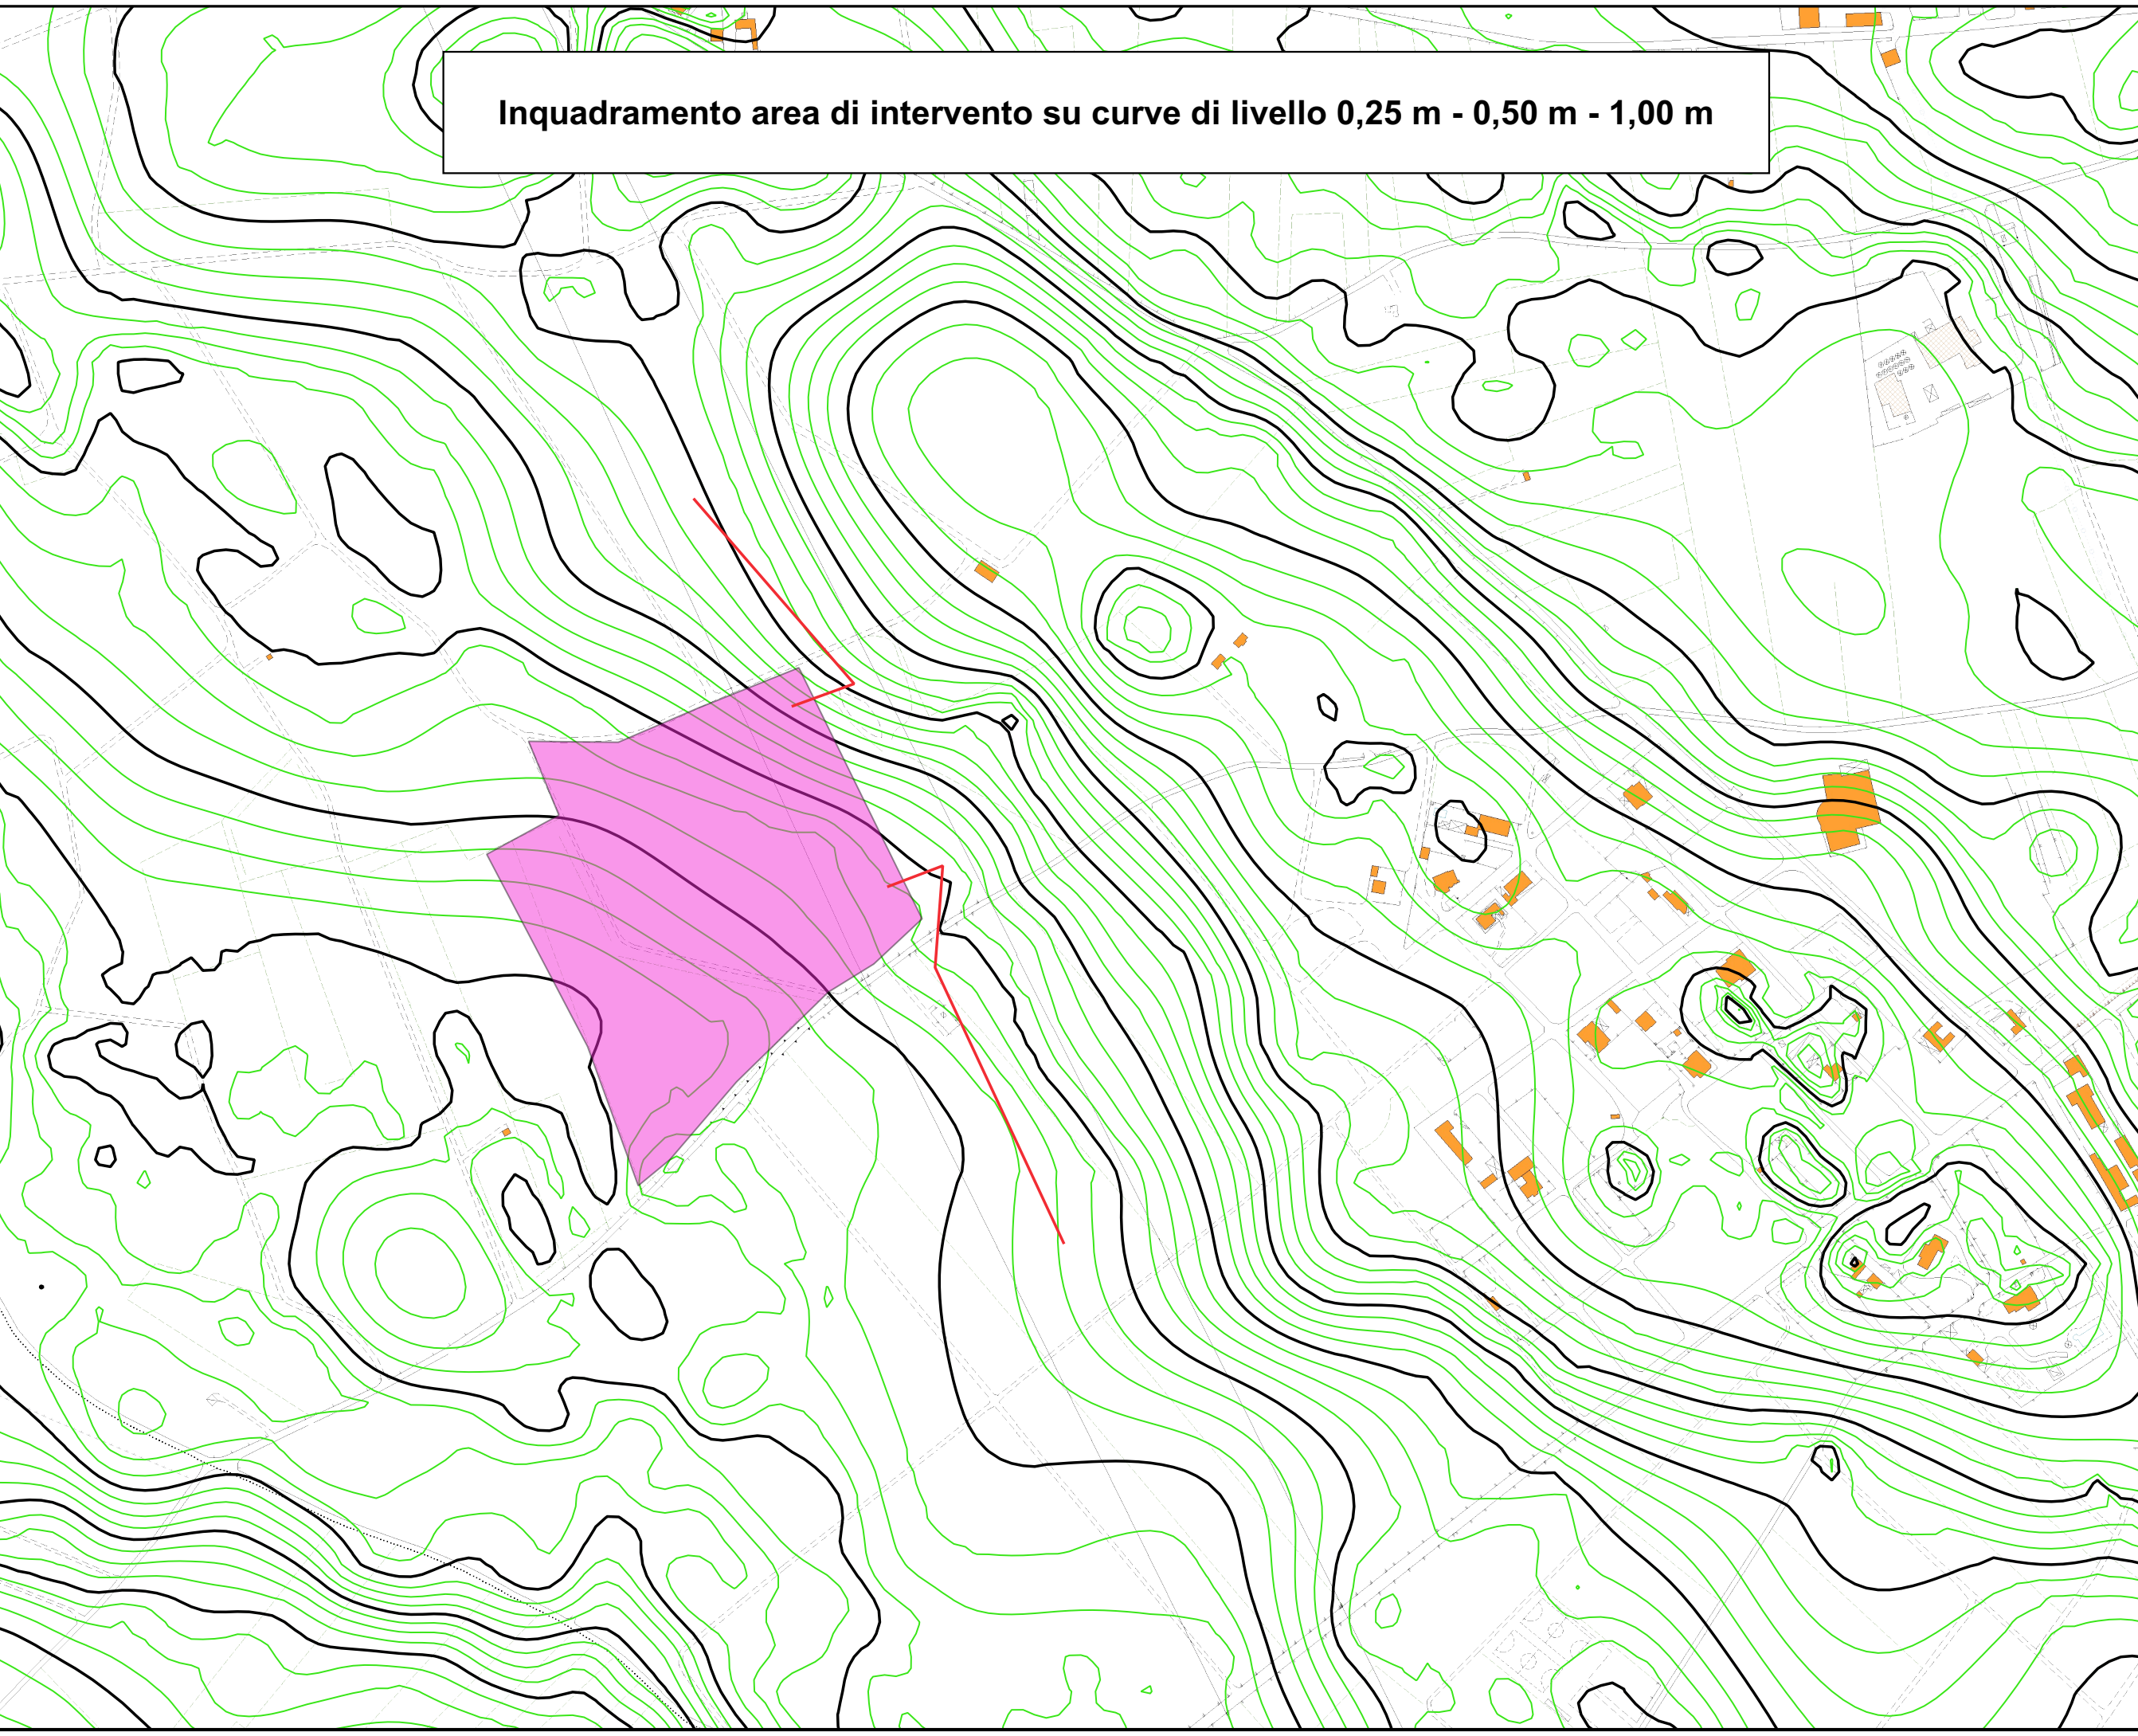 Inquadramento area di intervento su curve di livello 0,25 m - 0,50 m - 1,00 m